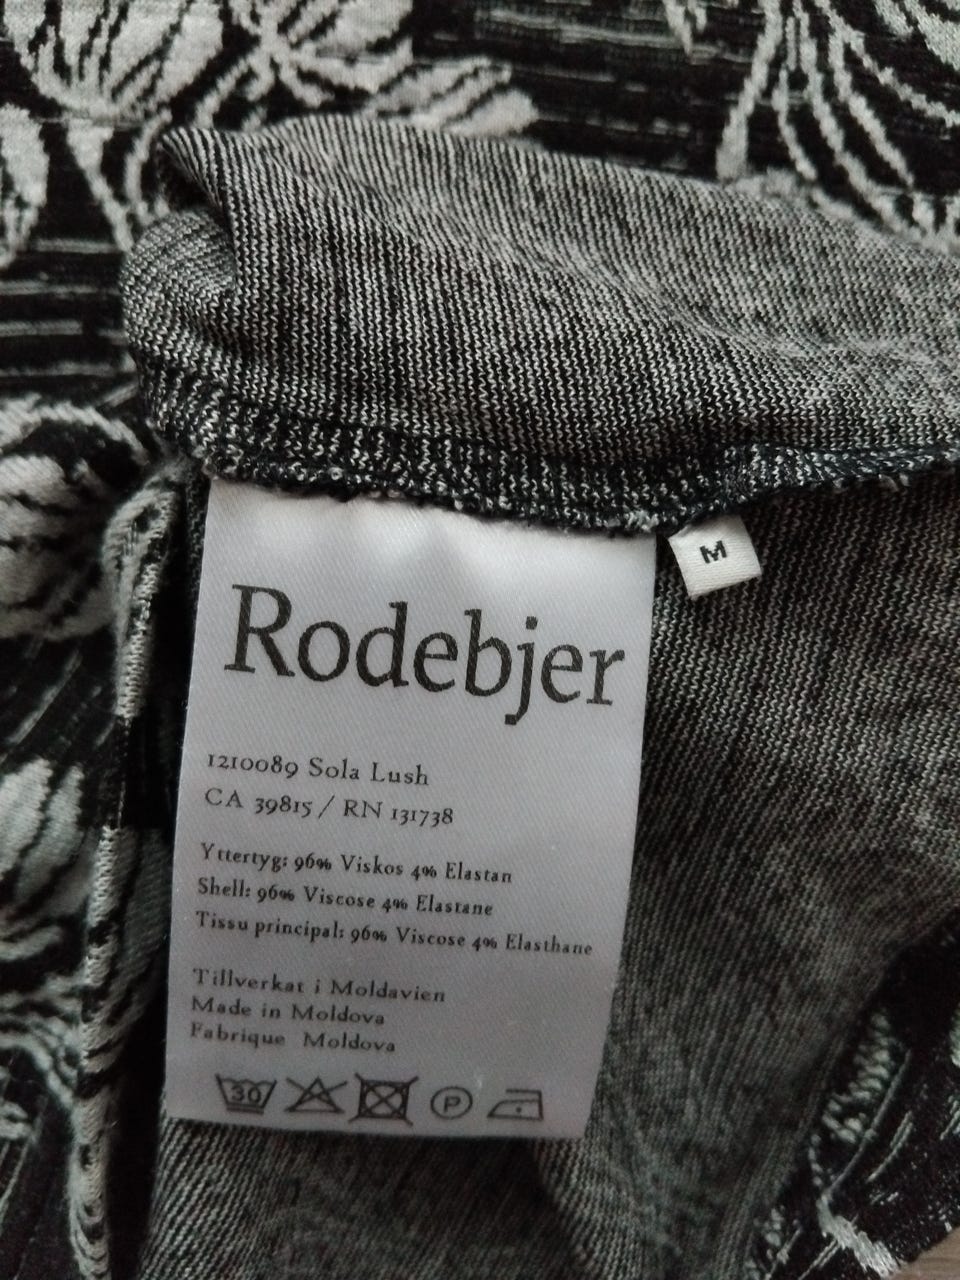 M
Rodebjer
1210089 Sola Lush
CA 39815 / RN 131738
Yttertyg: 96% Viskos 4% Elastan
Shell: 96% Viscose 4% Elastane
Tissu principal: 96% Viscose 4% Elasthane
Tillverkat i Moldavien
Made in Moldova
Fabrique Moldova
30 P